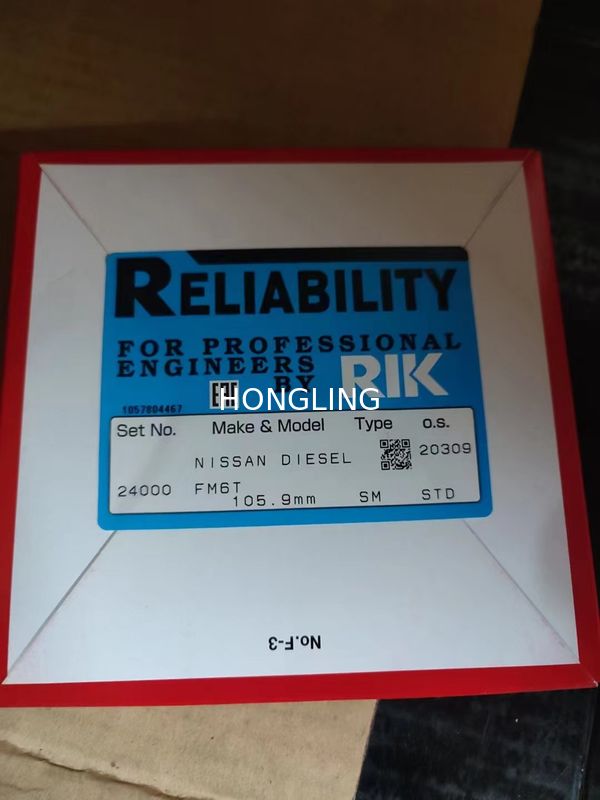 RELIABILITY
FOR PROFESSIONAL
ENGINEERS
BY RIK
EAC
HONGLING
1057804467
Set No. Make & Model Type o.s.
NISSAN DIESEL 20309
24000 FM6T
105.9mm SM STD
No.F-3